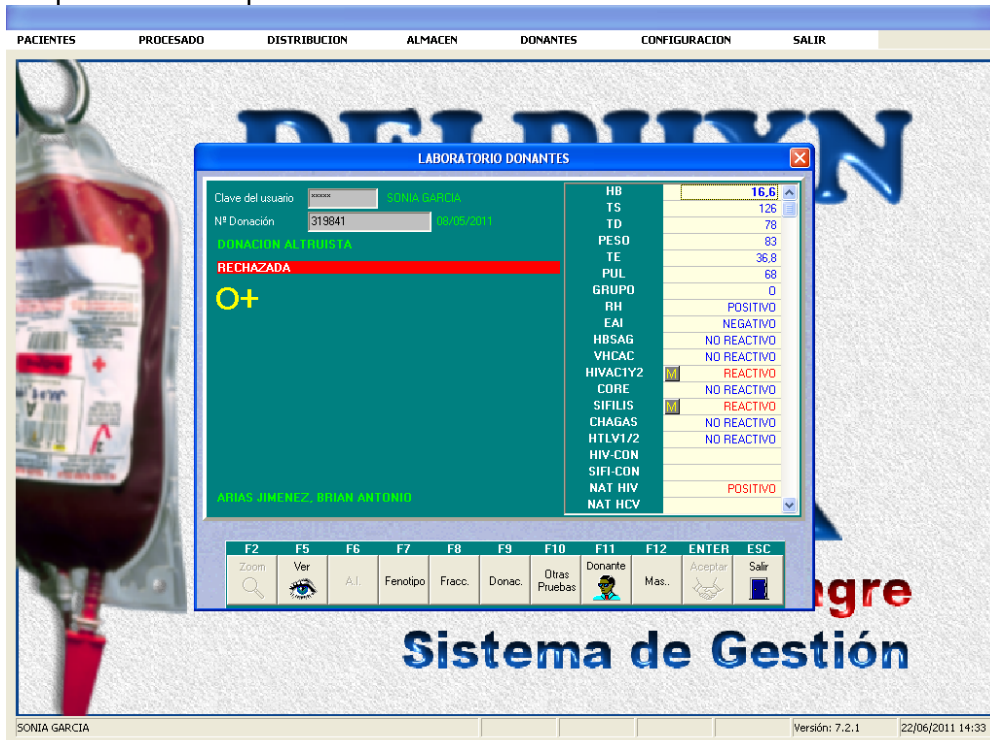 PACIENTES PROCESADO DISTRIBUCION ALMACEN DONANTES CONFIGURACION SALIR
DELPHYN
LABORATORIO DONANTES
Clave del usuario xxxxx SONIA GARCIA
Nº Donación 319841 08/05/2011
DONACION ALTRUISTA
RECHAZADA
O+
ARIAS JIMENEZ, BRIAN ANTONIO
HB 16,6
TS 126
TD 78
PESO 83
TE 36,8
PUL 68
GRUPO O
RH POSITIVO
EAI NEGATIVO
HBSAG NO REACTIVO
VHCAC NO REACTIVO
HIVAC1Y2 M REACTIVO
CORE NO REACTIVO
SIFILIS M REACTIVO
CHAGAS NO REACTIVO
HTLV1/2 NO REACTIVO
HIV-CON
SIFI-CON
NAT HIV POSITIVO
NAT HCV
F2 F5 F6 F7 F8 F9 F10 F11 F12 ENTER ESC
Zoom Ver A.I. Fenotipo Fracc. Donac. Otras Pruebas Donante Mas.. Aceptar Salir
Sistema de Gestión
SONIA GARCIA Versión: 7.2.1 22/06/2011 14:33